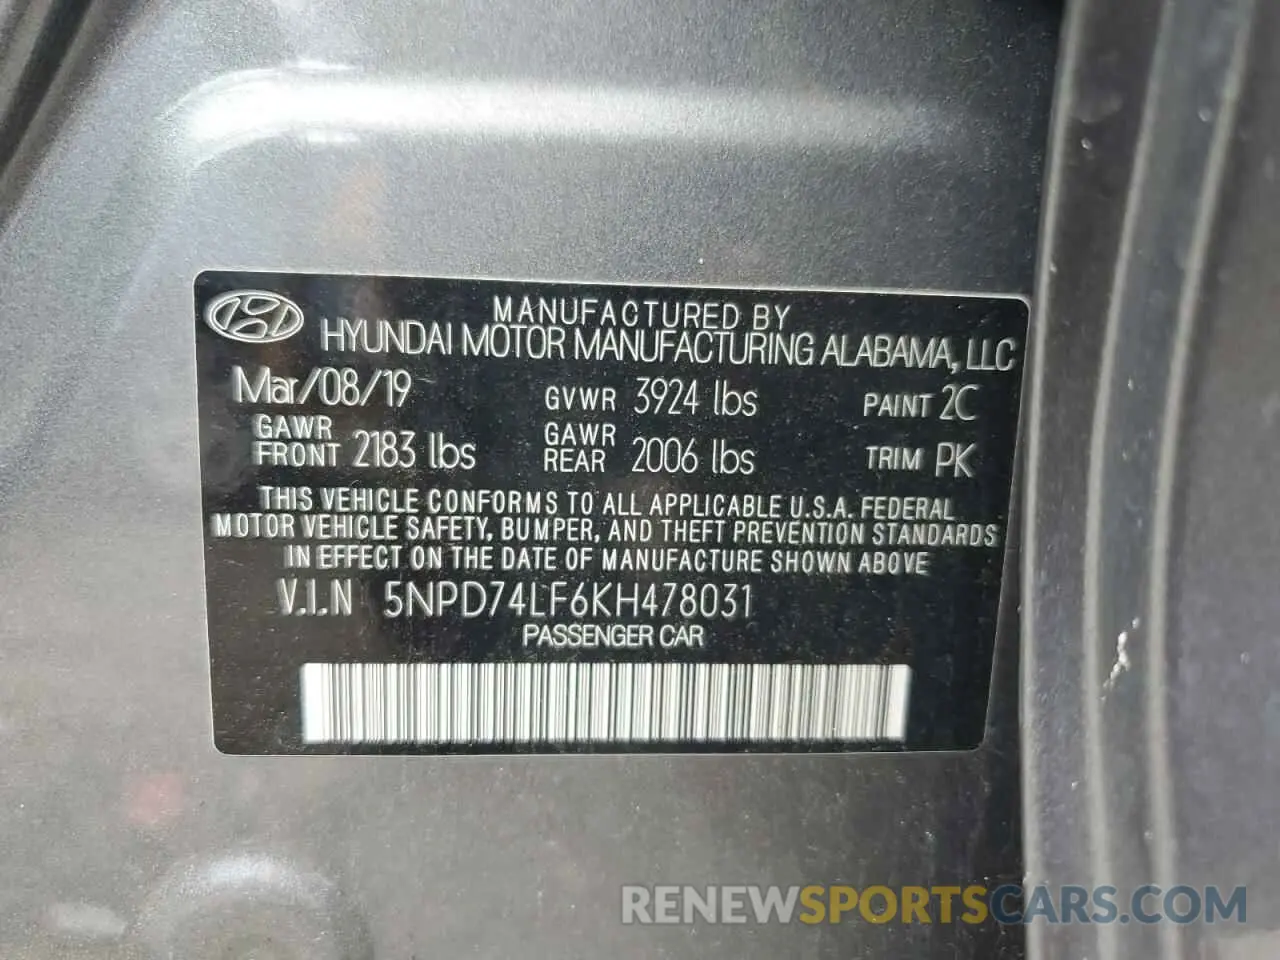 MANUFACTURED BY
HYUNDAI MOTOR MANUFACTURING ALABAMA, LLC
Mar/08/19 GVWR 3924 lbs PAINT 2C
GAWR FRONT 2183 lbs GAWR REAR 2006 lbs TRIM PK
THIS VEHICLE CONFORMS TO ALL APPLICABLE U.S.A. FEDERAL
MOTOR VEHICLE SAFETY, BUMPER, AND THEFT PREVENTION STANDARDS
IN EFFECT ON THE DATE OF MANUFACTURE SHOWN ABOVE
V.I.N 5NPD74LF6KH478031
PASSENGER CAR
RENEWSPORTSCARS.COM